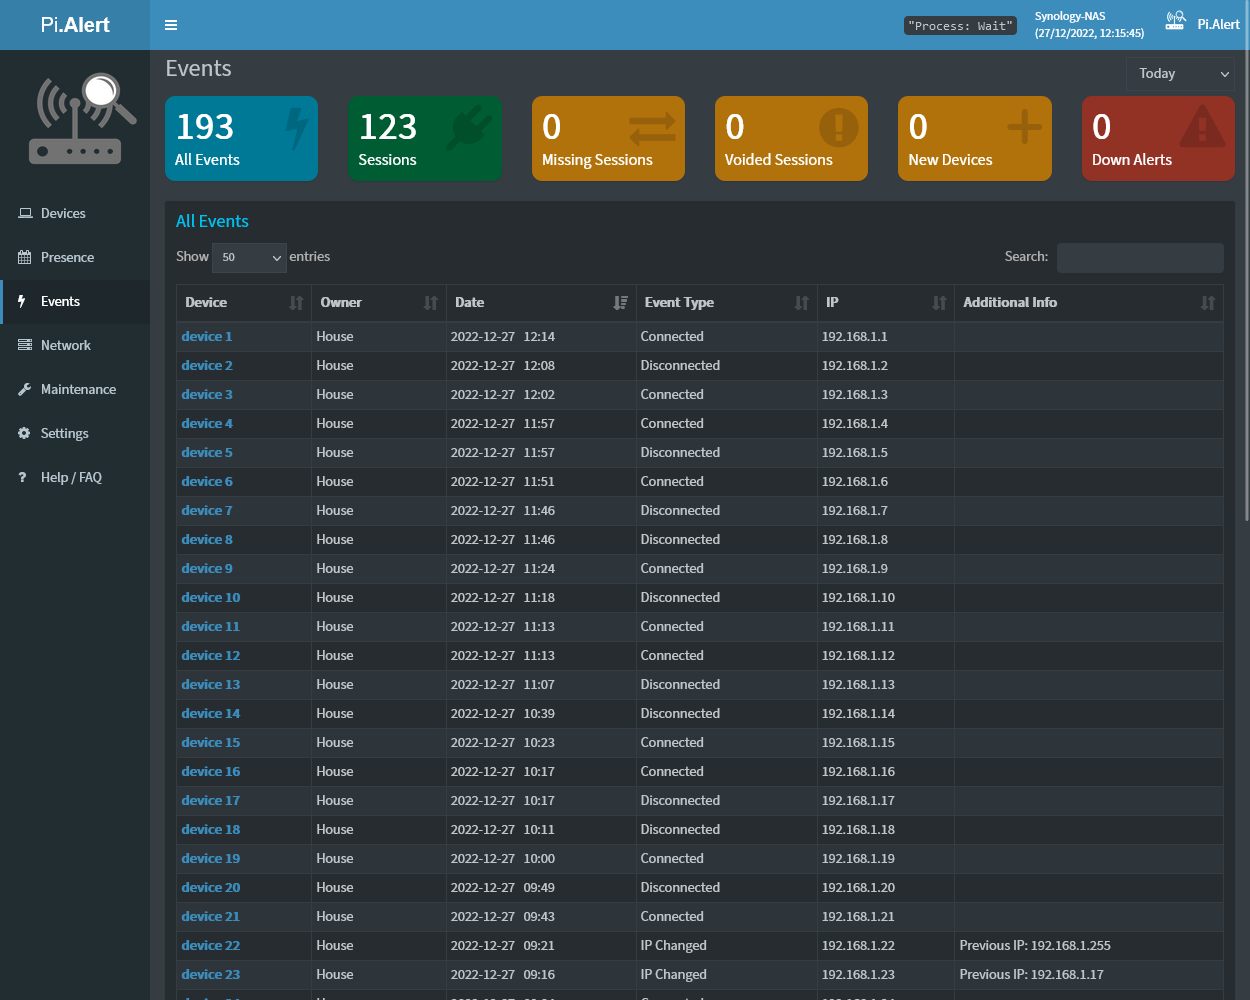 Pi.Alert
"Process: Wait"
Synology-NAS
(27/12/2022, 12:15:45)
Pi.Alert
Events
Today
193
All Events
123
Sessions
0
Missing Sessions
0
Voided Sessions
0
New Devices
0
Down Alerts
Devices
Presence
Events
Network
Maintenance
Settings
? Help / FAQ
All Events
Show 50 entries
Search:
Device Owner Date Event Type IP Additional Info
device 1 House 2022-12-27 12:14 Connected 192.168.1.1
device 2 House 2022-12-27 12:08 Disconnected 192.168.1.2
device 3 House 2022-12-27 12:02 Connected 192.168.1.3
device 4 House 2022-12-27 11:57 Connected 192.168.1.4
device 5 House 2022-12-27 11:57 Disconnected 192.168.1.5
device 6 House 2022-12-27 11:51 Connected 192.168.1.6
device 7 House 2022-12-27 11:46 Disconnected 192.168.1.7
device 8 House 2022-12-27 11:46 Disconnected 192.168.1.8
device 9 House 2022-12-27 11:24 Connected 192.168.1.9
device 10 House 2022-12-27 11:18 Disconnected 192.168.1.10
device 11 House 2022-12-27 11:13 Connected 192.168.1.11
device 12 House 2022-12-27 11:13 Connected 192.168.1.12
device 13 House 2022-12-27 11:07 Disconnected 192.168.1.13
device 14 House 2022-12-27 10:39 Disconnected 192.168.1.14
device 15 House 2022-12-27 10:23 Connected 192.168.1.15
device 16 House 2022-12-27 10:17 Connected 192.168.1.16
device 17 House 2022-12-27 10:17 Disconnected 192.168.1.17
device 18 House 2022-12-27 10:11 Disconnected 192.168.1.18
device 19 House 2022-12-27 10:00 Connected 192.168.1.19
device 20 House 2022-12-27 09:49 Disconnected 192.168.1.20
device 21 House 2022-12-27 09:43 Connected 192.168.1.21
device 22 House 2022-12-27 09:21 IP Changed 192.168.1.22 Previous IP: 192.168.1.255
device 23 House 2022-12-27 09:16 IP Changed 192.168.1.23 Previous IP: 192.168.1.17